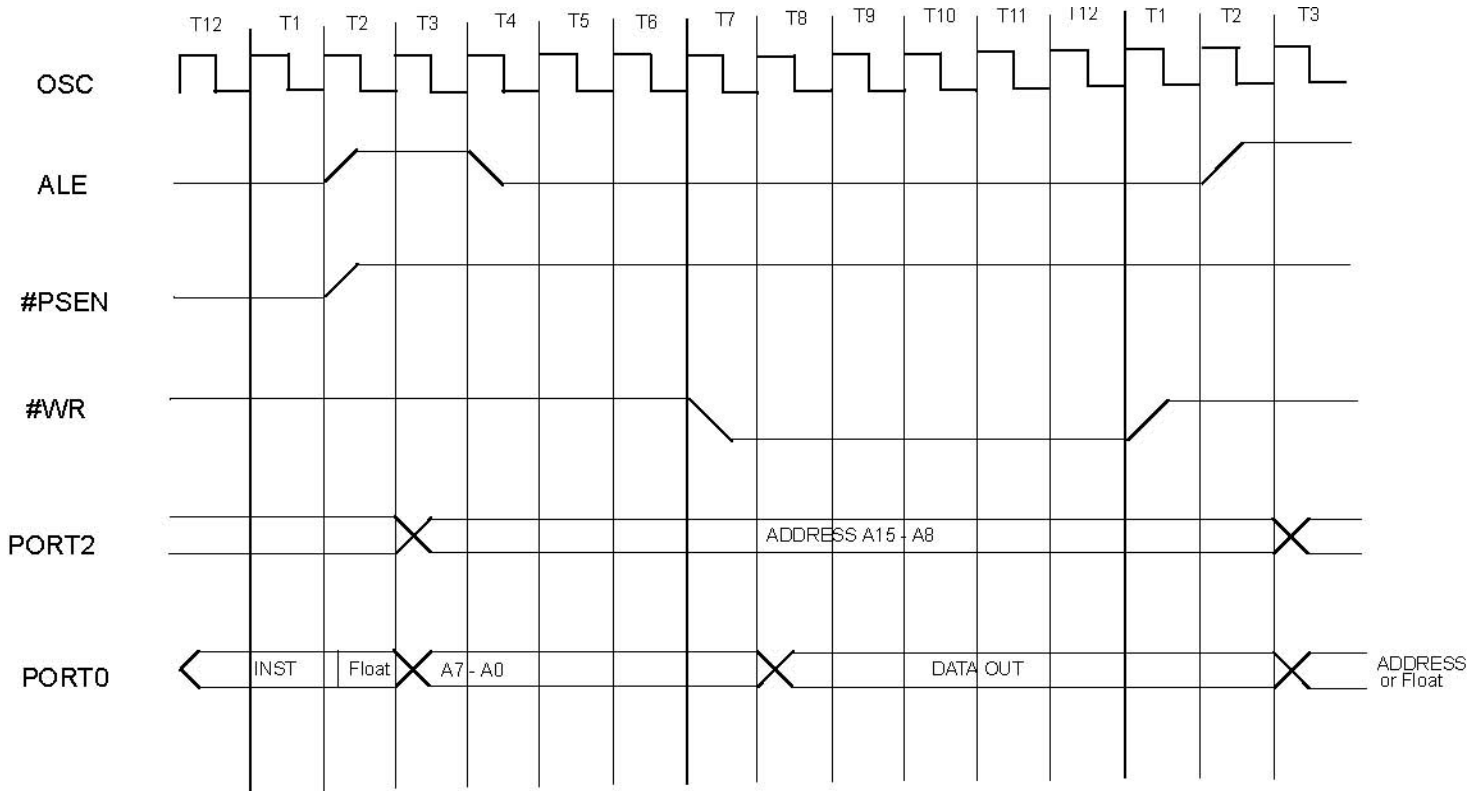 T12 T1 T2 T3 T4 T5 T6 T7 T8 T9 T10 T11 T12 T1 T2 T3
OSC
ALE
#PSEN
#WR
PORT2 ADDRESS A15 - A8
PORT0 INST Float A7 - A0 DATA OUT ADDRESS
or Float